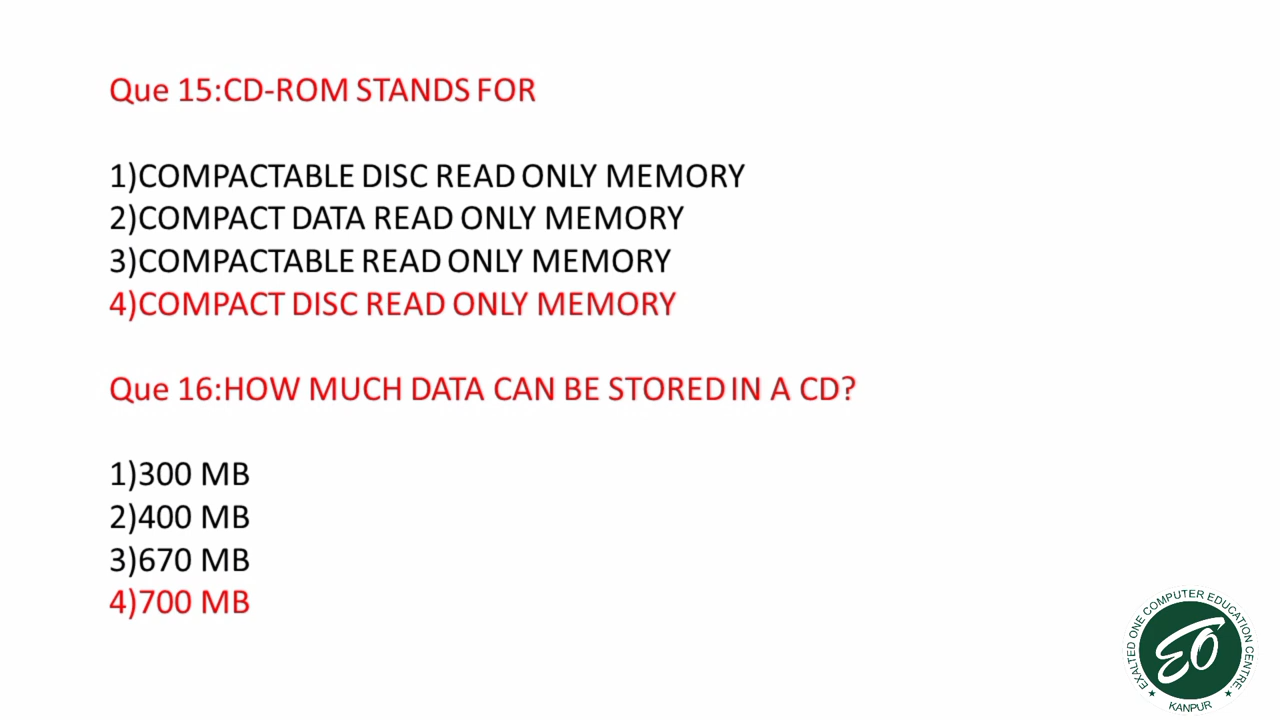 Que 15:CD-ROM STANDS FOR
1)COMPACTABLE DISC READ ONLY MEMORY
2)COMPACT DATA READ ONLY MEMORY
3)COMPACTABLE READ ONLY MEMORY
4)COMPACT DISC READ ONLY MEMORY
Que 16:HOW MUCH DATA CAN BE STORED IN A CD?
1)300 MB
2)400 MB
3)670 MB
4)700 MB
EXALTED ONE COMPUTER EDUCATION CENTRE,
EO
★ KANPUR ★